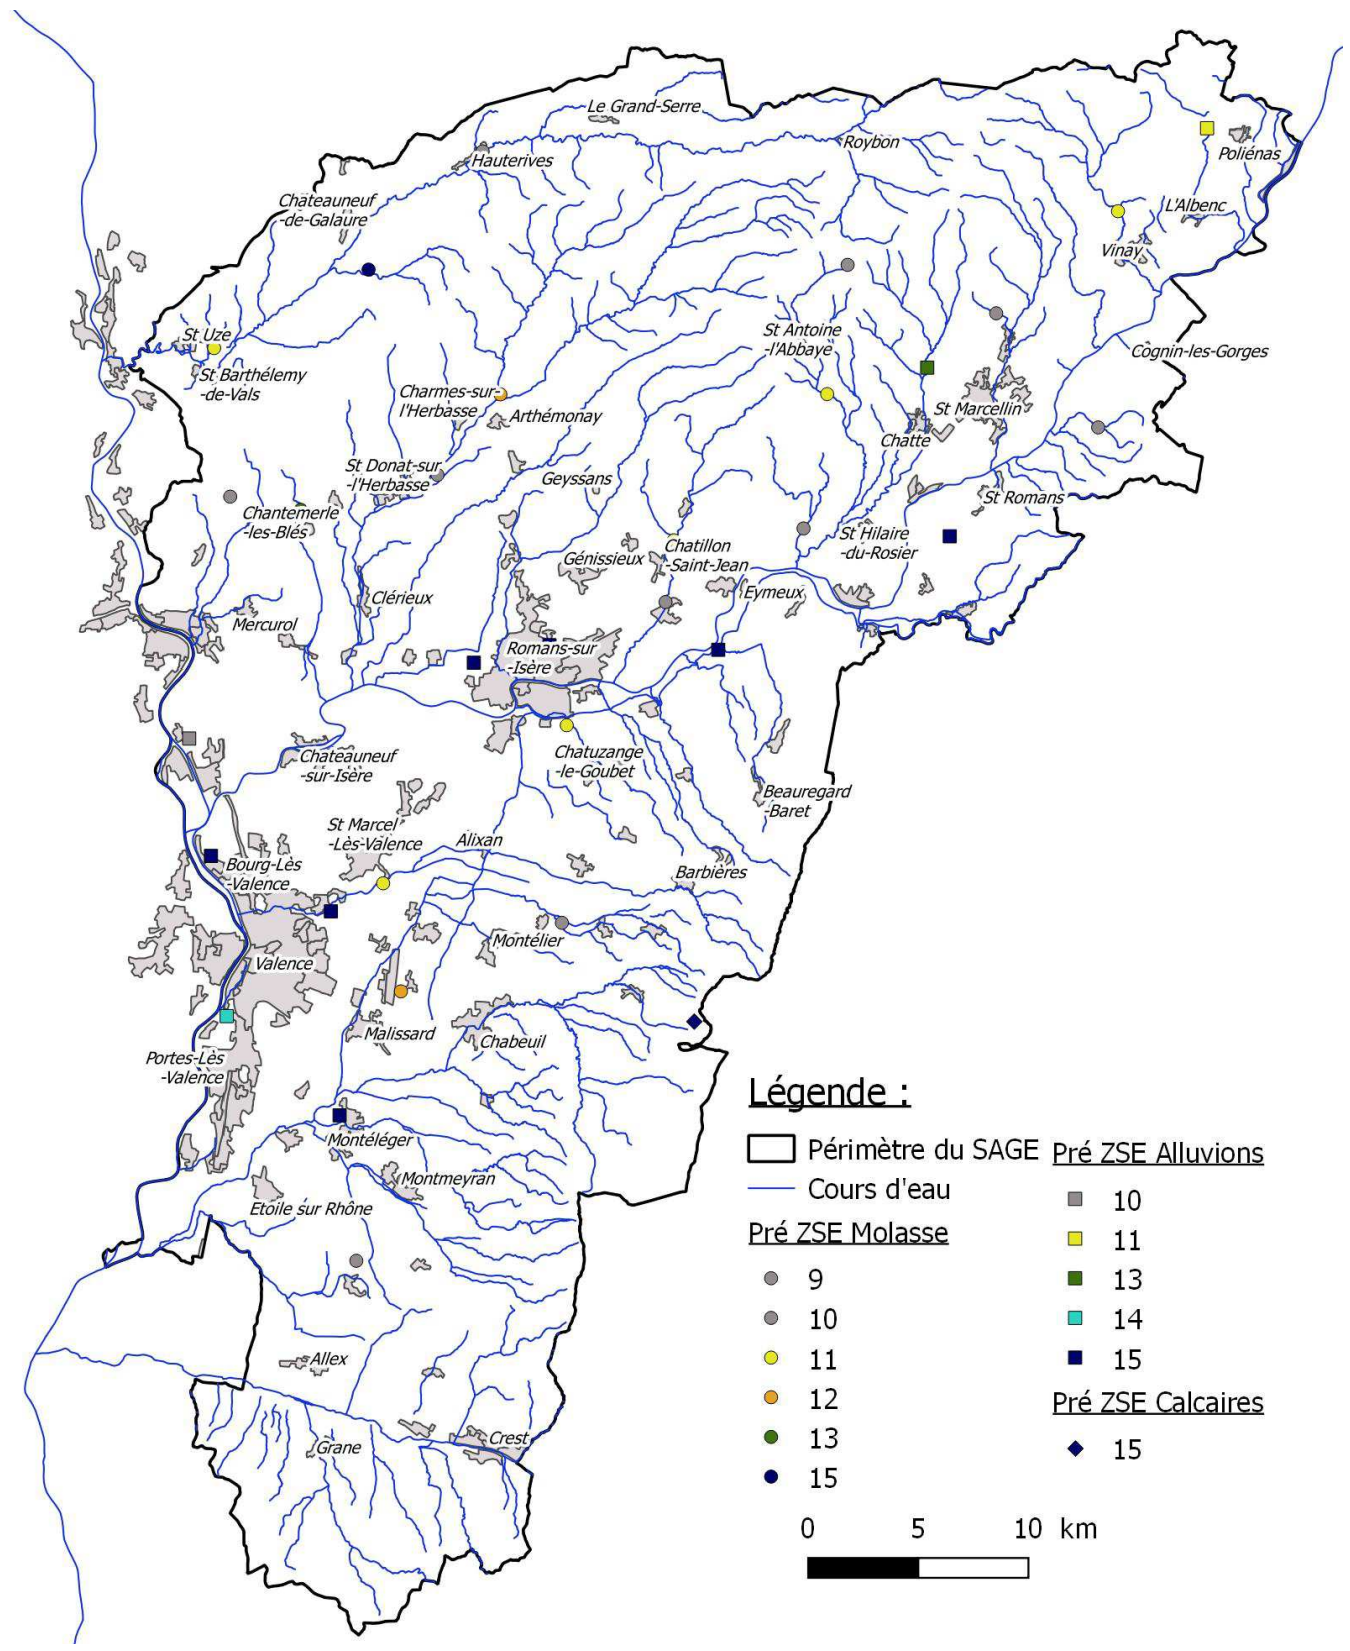 Le Grand-Serre
Roybon
Poliénas
Hauterives
Châteauneuf
-de-Galaure
L'Albenc
Vinay
St Uze
St Antoine
-l'Abbaye
Cognin-les-Gorges
St Barthélemy
-de-Vals
Charmes-sur-
l'Herbasse
Arthémonay
St Marcellin
Chatte
St Donat-sur
-l'Herbasse
Geyssans
St Romans
Chantemerle
-les-Blés
St Hilaire
-du-Rosier
Génissieux
Chatillon
-Saint-Jean
Eymeux
Clérieux
Mercurol
Romans-sur
-Isère
Chateauneuf
-sur-Isère
Chatuzange
-le-Goubet
Beauregard
-Baret
St Marcel
-Lès-Valence
Alixan
Bourg-Lès
-Valence
Barbières
Montélier
Valence
Malissard
Chabeuil
Portes-Lès
-Valence
Montéléger
Montmeyran
Etoile sur Rhône
Allex
Grane
Crest
Légende :
Périmètre du SAGE
Cours d'eau
Pré ZSE Molasse
9
10
11
12
13
15
Pré ZSE Alluvions
10
11
13
14
15
Pré ZSE Calcaires
15
0 5 10 km